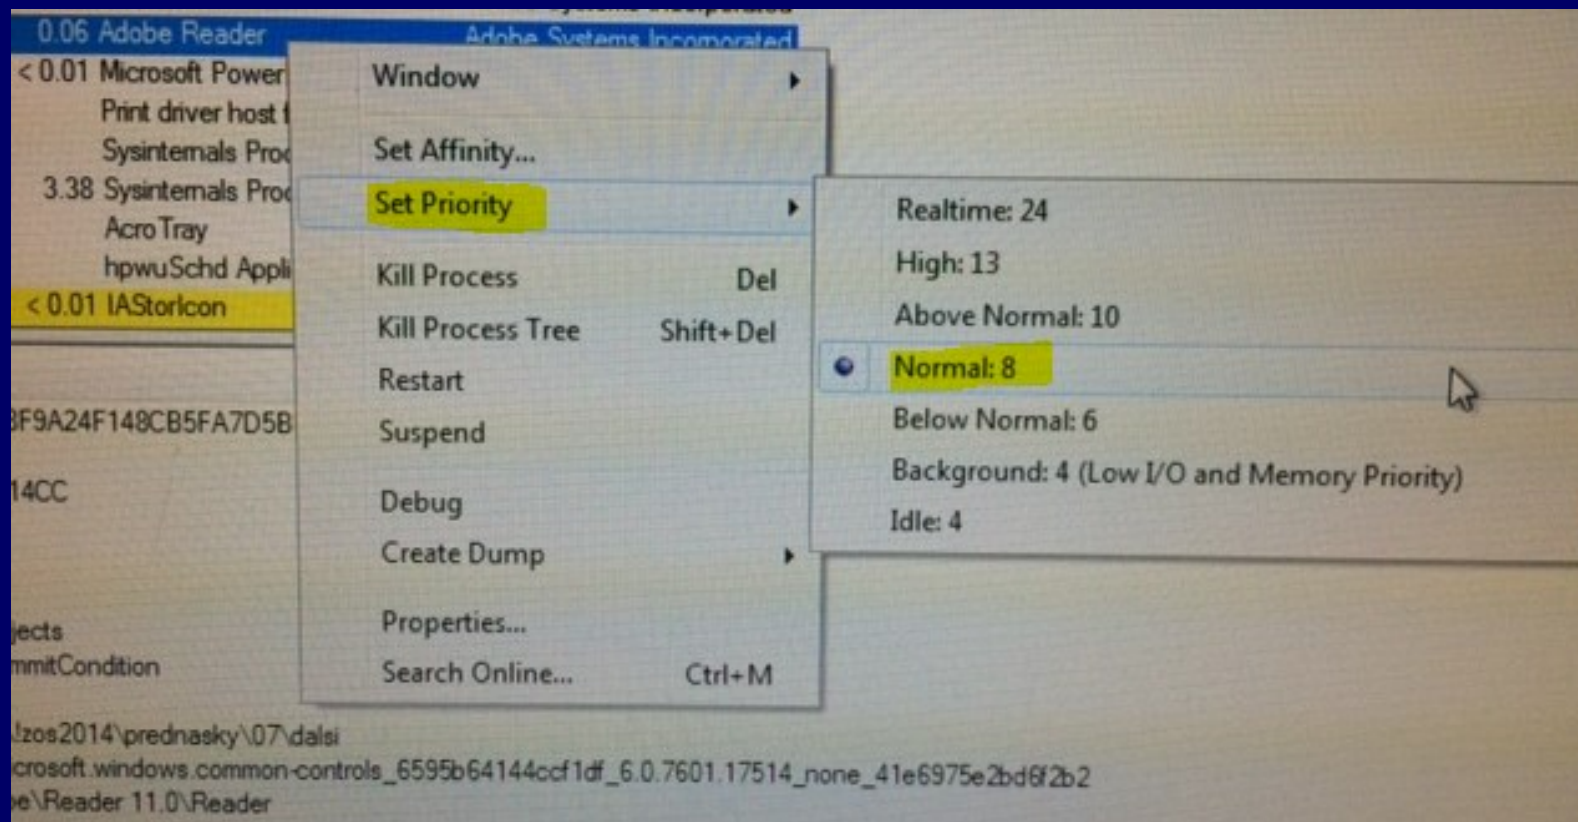 0.06 Adobe Reader Adobe Systems Incorporated
< 0.01 Microsoft Power
Print driver host
Sysinternals Proc
3.38 Sysinternals Proc
AcroTray
hpwuSchd Appli
< 0.01 IAStorIcon
Window
Set Affinity...
Set Priority
Kill Process Del
Kill Process Tree Shift+Del
Restart
Suspend
Debug
Create Dump
Properties...
Search Online... Ctrl+M
Realtime: 24
High: 13
Above Normal: 10
Normal: 8
Below Normal: 6
Background: 4 (Low I/O and Memory Priority)
Idle: 4
F9A24F148CB5FA7D5B
14CC
jects
mmitCondition
!zos2014\prednasky\07\dalsi
crosoft.windows.common-controls_6595b64144ccf1df_6.0.7601.17514_none_41e6975e2bd6f2b2
e\Reader 11.0\Reader